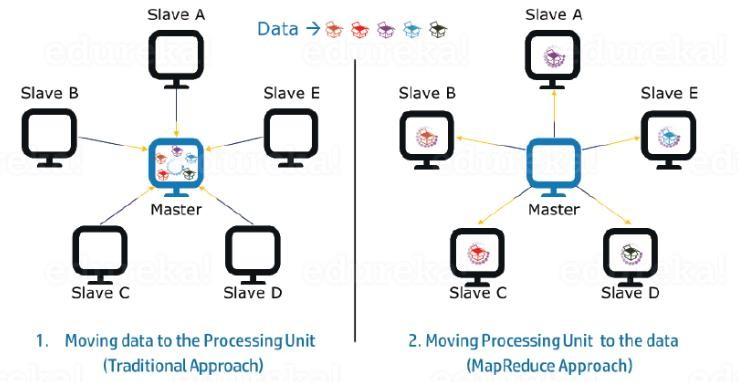 Data →
Slave A
Slave B
Slave E
Master
Slave C
Slave D
1. Moving data to the Processing Unit
(Traditional Approach)
Slave A
Slave B
Slave E
Master
Slave C
Slave D
2. Moving Processing Unit to the data
(MapReduce Approach)
edureka!